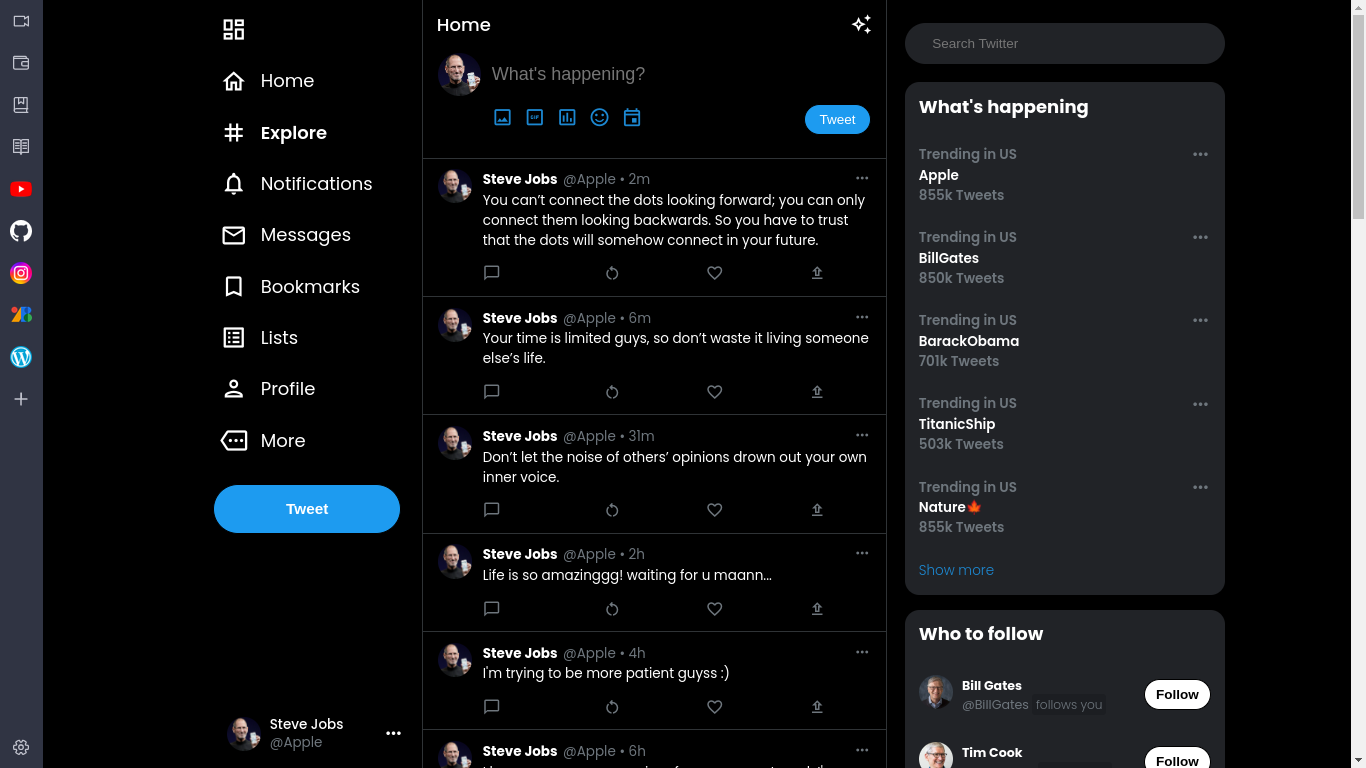 Home
Explore
Notifications
Messages
Bookmarks
Lists
Profile
More
Tweet
Steve Jobs
@Apple
Home
What's happening?
GIF
Tweet
Steve Jobs @Apple • 2m
You can’t connect the dots looking forward; you can only
connect them looking backwards. So you have to trust
that the dots will somehow connect in your future.
Steve Jobs @Apple • 6m
Your time is limited guys, so don’t waste it living someone
else’s life.
Steve Jobs @Apple • 31m
Don’t let the noise of others’ opinions drown out your own
inner voice.
Steve Jobs @Apple • 2h
Life is so amazinggg! waiting for u maann...
Steve Jobs @Apple • 4h
I'm trying to be more patient guyss :)
Steve Jobs @Apple • 6h
Search Twitter
What's happening
Trending in US
Apple
855k Tweets
Trending in US
BillGates
850k Tweets
Trending in US
BarackObama
701k Tweets
Trending in US
TitanicShip
503k Tweets
Trending in US
Nature🍁
855k Tweets
Show more
Who to follow
Bill Gates
@BillGates follows you
Follow
Tim Cook
Follow